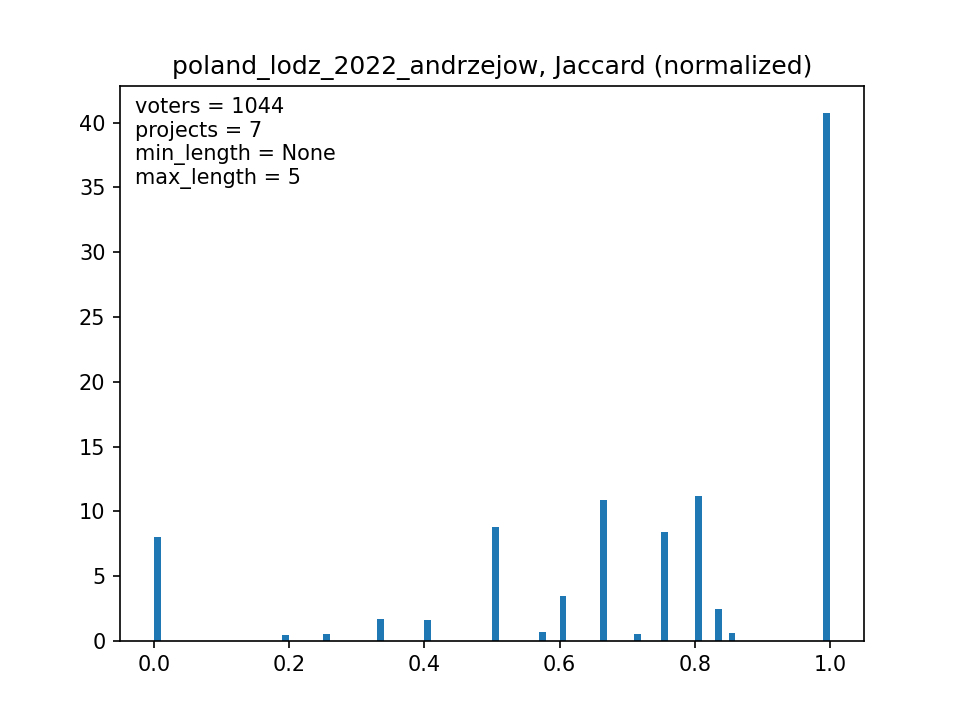 poland_lodz_2022_andrzejow, Jaccard (normalized)
voters = 1044
projects = 7
min_length = None
max_length = 5
40
35
30
25
20
15
10
5
0
0.0 0.2 0.4 0.6 0.8 1.0